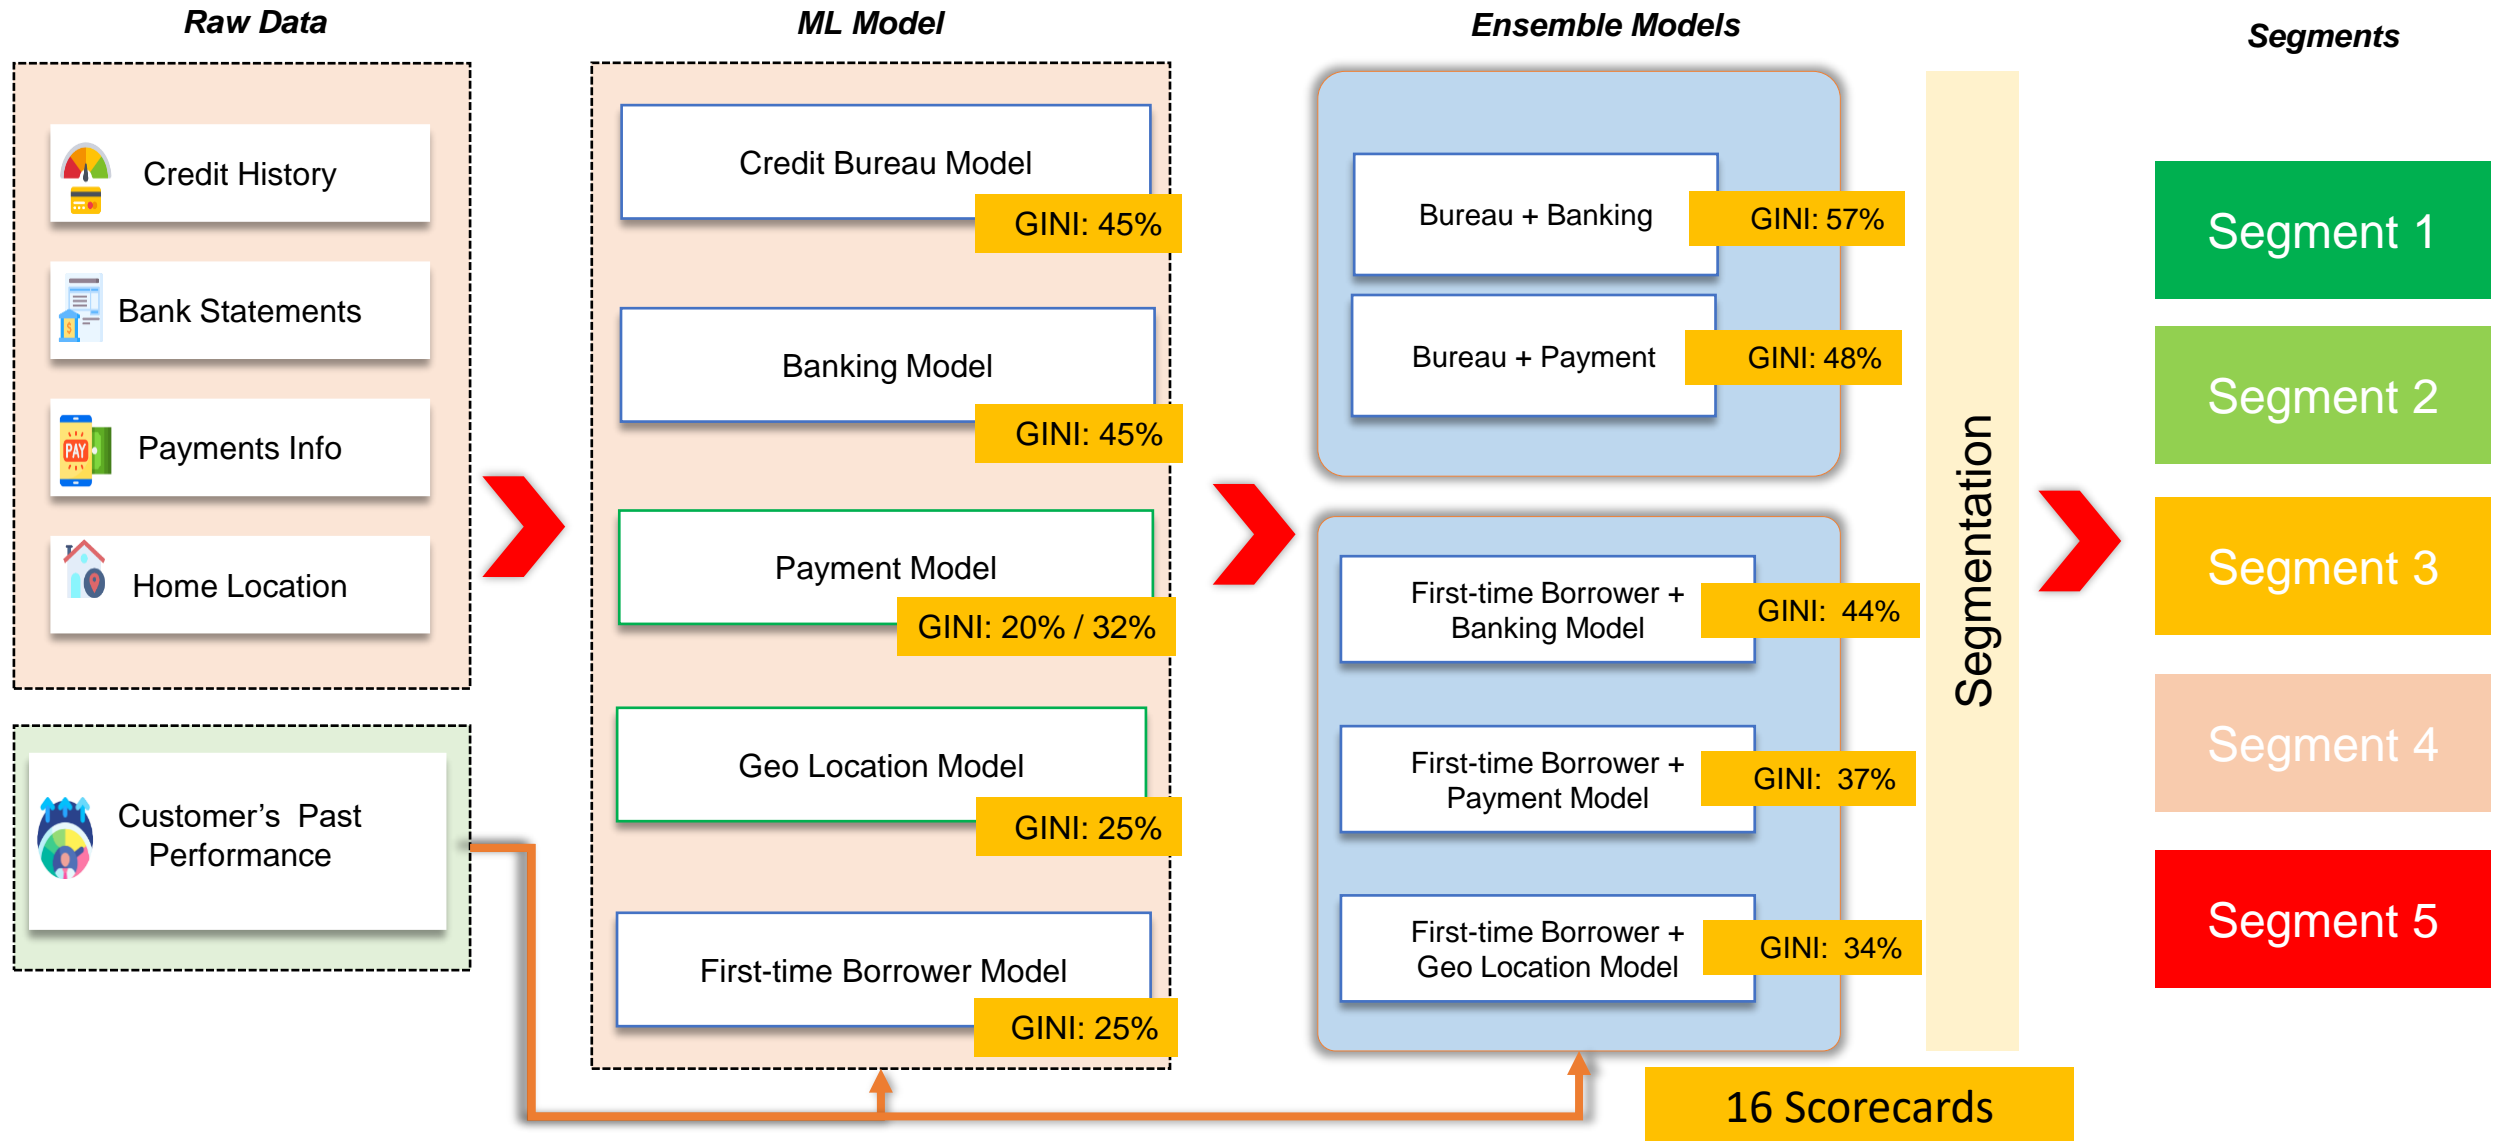 Raw Data
Credit History
Bank Statements
PAY
Payments Info
Home Location
Customer’s  Past
Performance
ML Model
Credit Bureau Model
GINI: 45%
Banking Model
GINI: 45%
Payment Model
GINI: 20% / 32%
Geo Location Model
GINI: 25%
First-time Borrower Model
GINI: 25%
Ensemble Models
Bureau + Banking
GINI: 57%
Bureau + Payment
GINI: 48%
First-time Borrower +
Banking Model
GINI:  44%
First-time Borrower +
Payment Model
GINI:  37%
First-time Borrower +
Geo Location Model
GINI:  34%
16 Scorecards
Segmentation
Segments
Segment 1
Segment 2
Segment 3
Segment 4
Segment 5